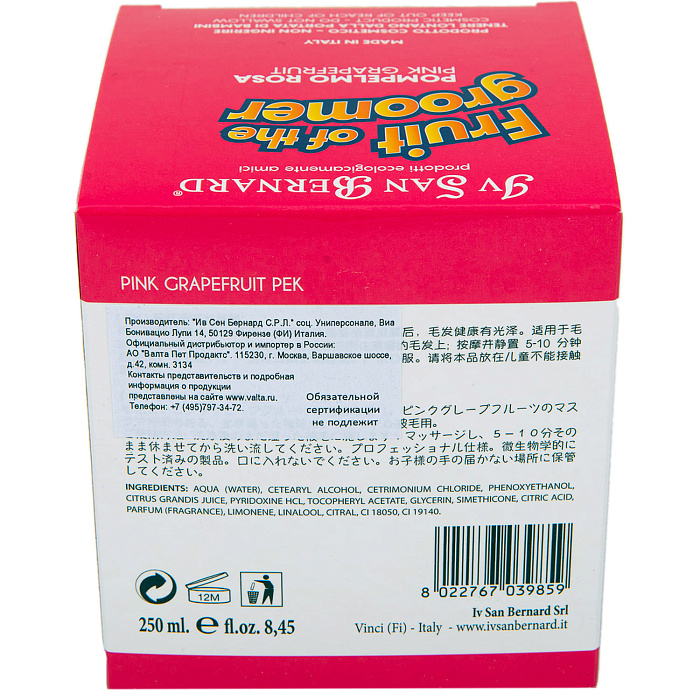 KEEP OUT OF REACH OF CHILDREN
COSMETIC PRODUCT - DO NOT SWALLOW
TENERE LONTANO DALLA PORTATA DI BAMBINI
PRODOTTO COSMETICO - NON INGERIRE
MADE IN ITALY
PINK GRAPEFRUIT
POMPELMO ROSA
Fruit of the
groomer
prodotti ecologicamente amici
IV SAN BERNARD®
PINK GRAPEFRUIT PEK
Производитель: "Ив Сен Бернард С.Р.Л." соц. Униперсонале, Виа
Бонивацио Лупи 14, 50129 Фирензе (ФИ) Италия.
Официальный дистрибьютор и импортер в России:
АО "Валта Пет Продактс". 115230, г. Москва, Варшавское шоссе,
д.42, комн. 3134
Контакты представительств и подробная
информация о продукции
представлены на сайте www.valta.ru.
Телефон: +7 (495)797-34-72.
Обязательной
сертификации
не подлежит
后，毛发健康有光泽。适用于毛
的毛发上；按摩并静置 5-10 分钟
服。请将本品放在儿童不能接触
ピンクグレープフルーツのマス
毛用。
マッサージし、５－１０分その
まま休ませてから洗い流してください。プロフェッショナル仕様。微生物学的に
テスト済みの製品。口に入れないでください。お子様の手の届かない場所に保管
してください。
INGREDIENTS: AQUA (WATER), CETEARYL ALCOHOL, CETRIMONIUM CHLORIDE, PHENOXYETHANOL,
CITRUS GRANDIS JUICE, PYRIDOXINE HCL, TOCOPHERYL ACETATE, GLYCERIN, SIMETHICONE, CITRIC ACID,
PARFUM (FRAGRANCE), LIMONENE, LINALOOL, CITRAL, CI 18050, CI 19140.
12M
8 022767 039859
250 ml. e fl.oz. 8,45
Iv San Bernard Srl
Vinci (Fi) - Italy - www.ivsanbernard.it